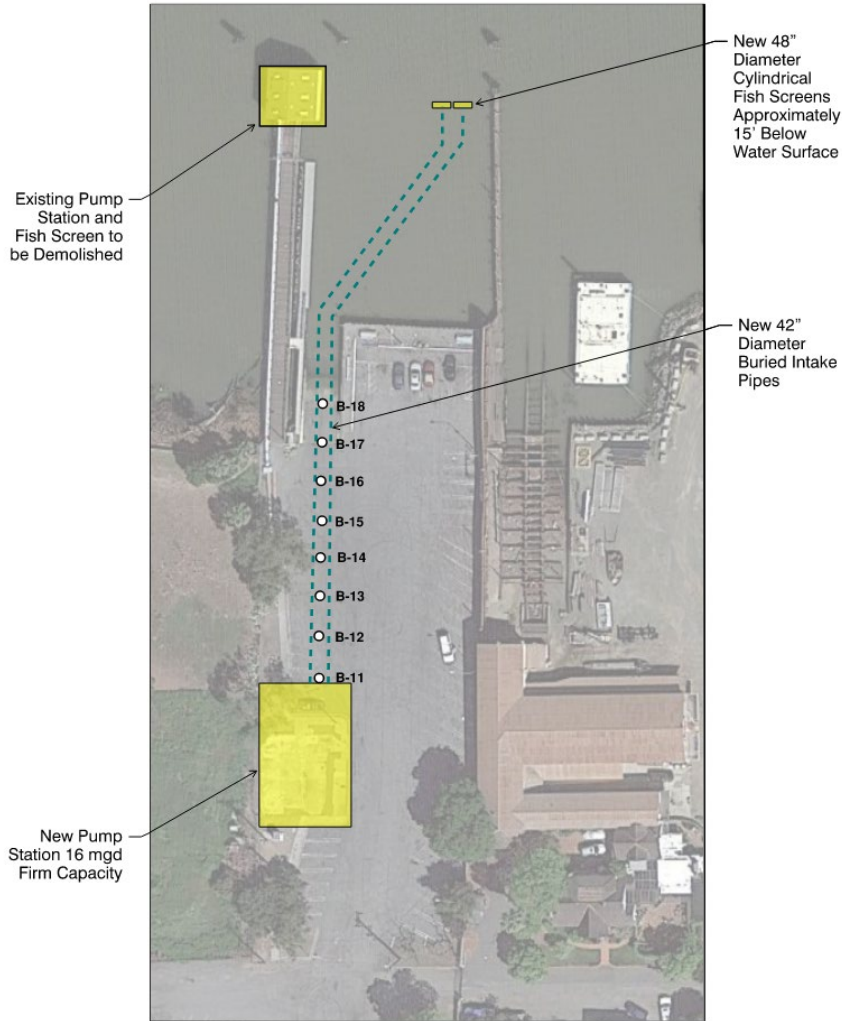 New 48”
Diameter
Cylindrical
Fish Screens
Approximately
15’ Below
Water Surface
Existing Pump
Station and
Fish Screen to
be Demolished
New 42”
Diameter
Buried Intake
Pipes
B-18
B-17
B-16
B-15
B-14
B-13
B-12
B-11
New Pump
Station 16 mgd
Firm Capacity